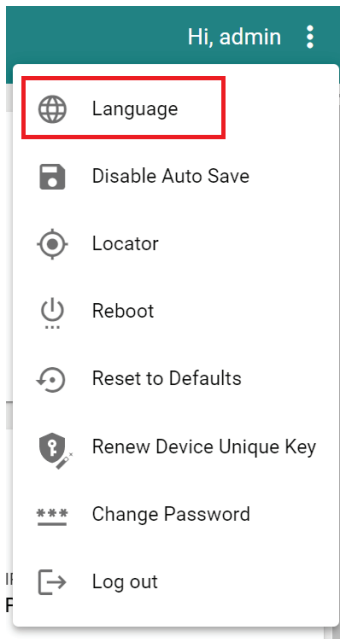 Hi, admin
Language
Disable Auto Save
Locator
Reboot
Reset to Defaults
Renew Device Unique Key
Change Password
Log out